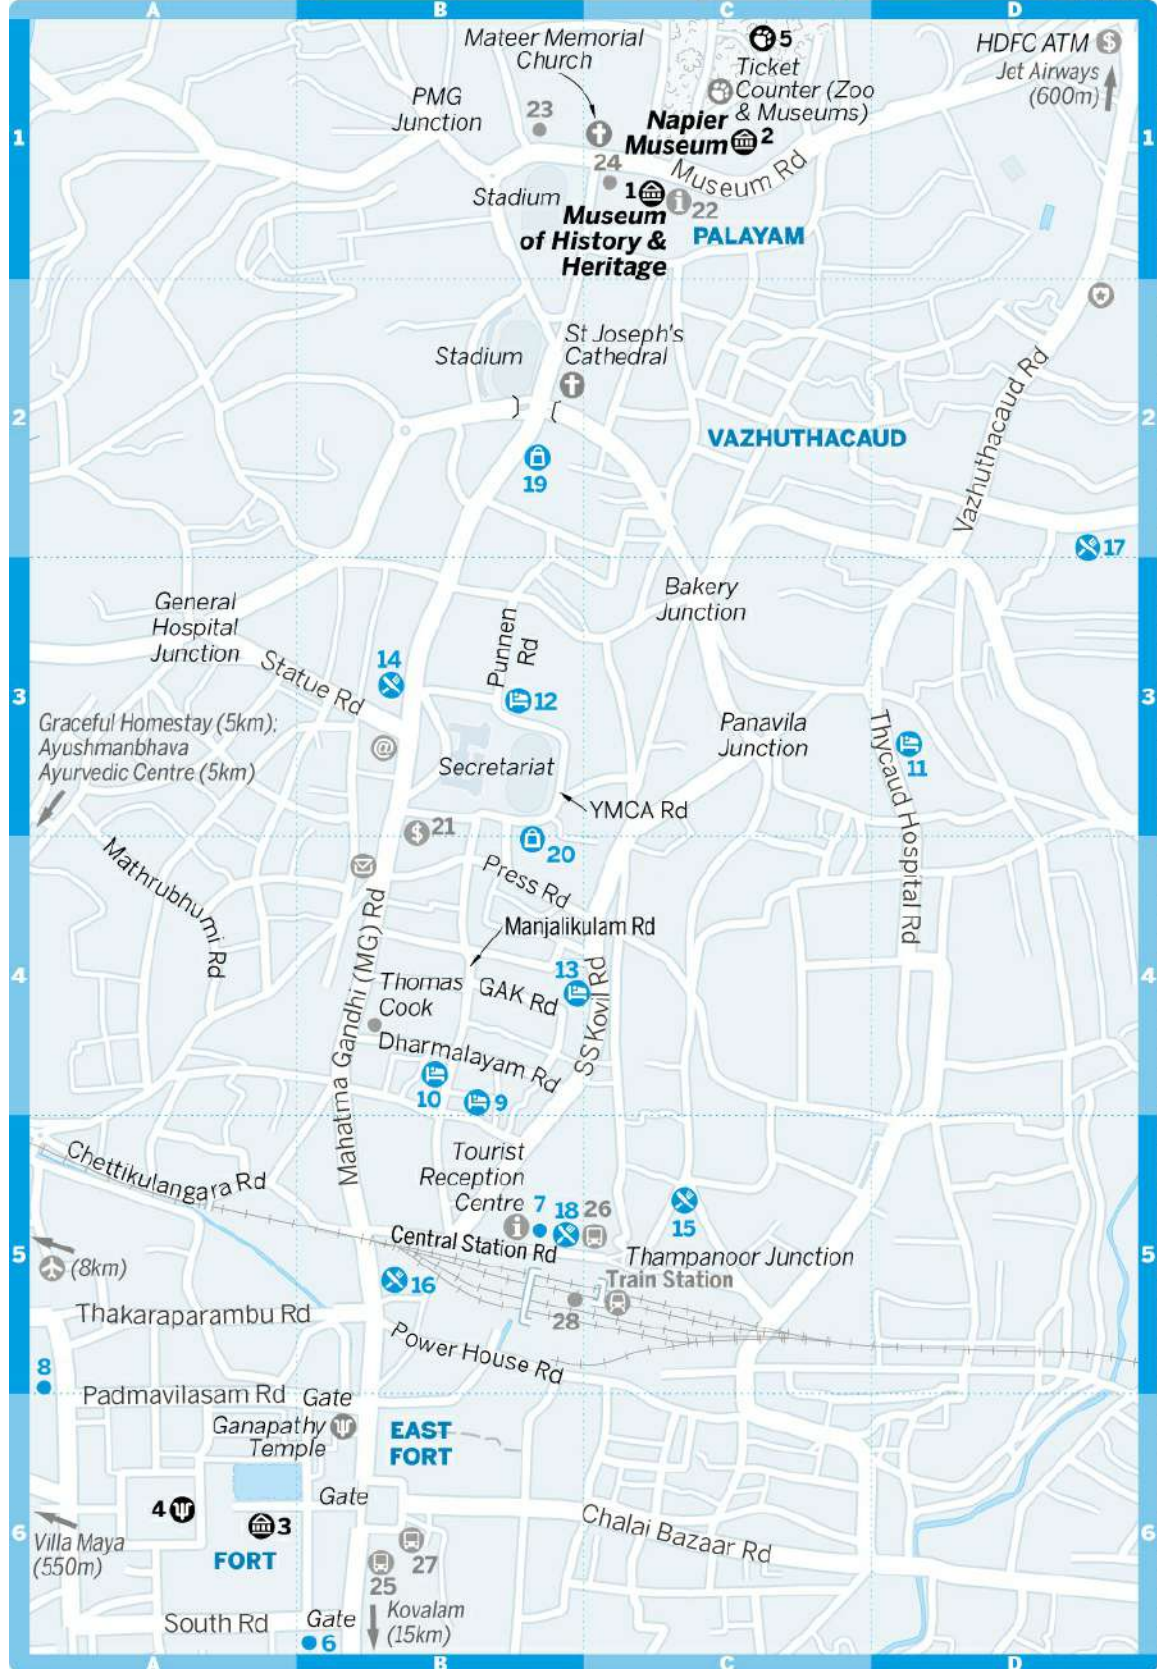 A
B
C
D
Mateer Memorial
Church
5
HDFC ATM $
Ticket
Counter (Zoo
& Museums)
Jet Airways
(600m)
PMG
Junction
23
1
1
Napier
Museum
2
24
Museum Rd
Stadium
1
22
Museum
of History &
Heritage
PALAYAM
St Joseph's
Cathedral
Stadium
2
2
VAZHUTHACAUD
Vazhuthacaud Rd
19
17
General
Hospital
Junction
Bakery
Junction
Punnen
Rd
14
Statue Rd
12
3
3
Graceful Homestay (5km);
Ayushmanbhava
Ayurvedic Centre (5km)
Panavila
Junction
@
Secretariat
11
Thycaud Hospital Rd
YMCA Rd
$ 21
20
Mathrubhumi Rd
Press Rd
Manjalikulam Rd
Mahatma Gandhi (MG) Rd
13
4
4
Thomas
Cook
GAK Rd
SS Kovil Rd
Dharmalayam Rd
10
9
Chettikulangara Rd
Tourist
Reception
Centre
7
18
26
15
5
5
Central Station Rd
Thampanoor Junction
(8km)
16
Train Station
28
Thakaraparambu Rd
Power House Rd
8
Padmavilasam Rd
Gate
Ganapathy
Temple
EAST
FORT
4
Gate
3
Chalai Bazaar Rd
6
6
Villa Maya
(550m)
FORT
27
25
South Rd
Gate
Kovalam
(15km)
6
A
B
C
D